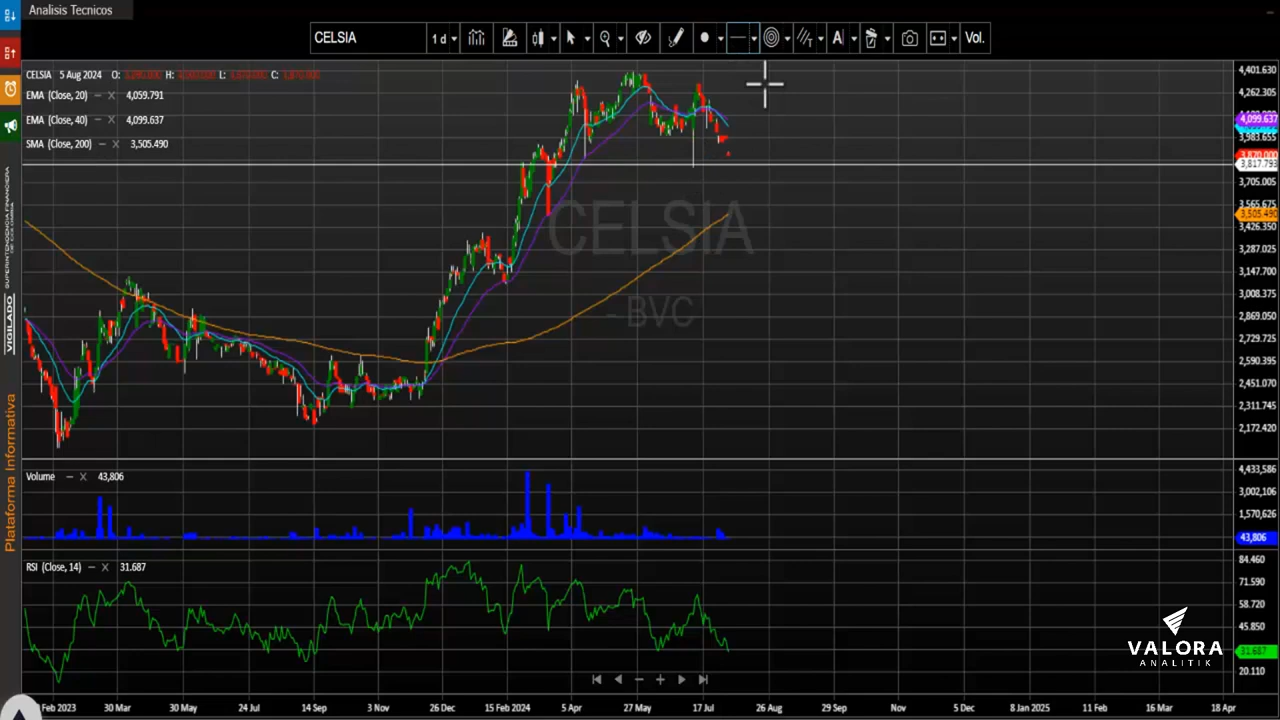 Analisis Tecnicos
CELSIA
1 d
A
Vol.
CELSIA 5 Aug 2024 O: H: L: C:
EMA (Close, 20) — X 4,059.791
EMA (Close, 40) — X 4,099.637
SMA (Close, 200) — X 3,505.490
4,401.630
4,262.305
4,099.637
3,983.655
3,817.793
3,705.005
3,565.675
3,505.490
3,426.350
3,287.025
3,147.700
3,008.375
2,869.050
2,729.725
2,590.395
2,451.070
2,311.745
2,172.420
CELSIA
- BVC
VIGILADO SUPERINTENDENCIA FINANCIERA DE COLOMBIA
Plataforma Informativa
Volume — X 43,806
4,433,586
3,002,106
1,570,626
43,806
RSI (Close, 14) — X 31.687
84.460
71.590
58.720
45.850
31.687
20.110
VALORA
ANALITIK
Feb 2023 30 Mar 30 May 24 Jul 14 Sep 3 Nov 26 Dec 15 Feb 2024 5 Apr 27 May 17 Jul 26 Aug 29 Sep Nov 5 Dec 8 Jan 2025 11 Feb 16 Mar 18 Apr